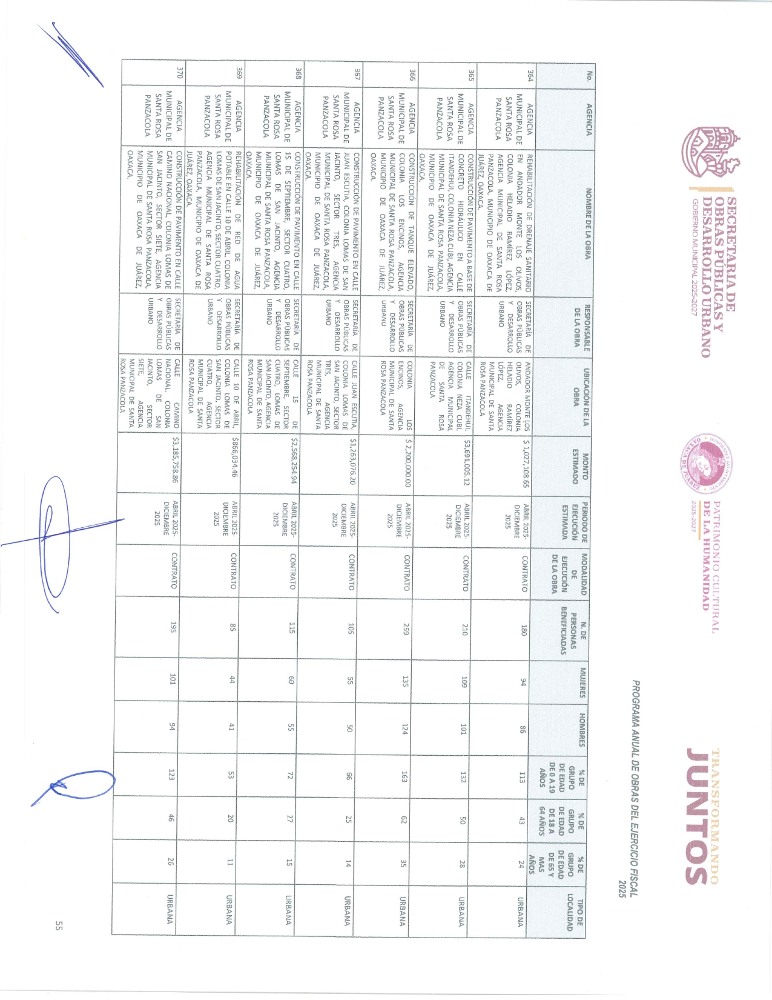 SECRETARÍA DE
OBRAS PÚBLICAS Y
DESARROLLO URBANO
GOBIERNO MUNICIPAL 2025-2027
HONORABLE AYUNTAMIENTO
OAXACA DE JUÁREZ
PATRIMONIO CULTURAL
DE LA HUMANIDAD
2025-2027
TRANSFORMANDO
JUNTOS
PROGRAMA ANUAL DE OBRAS DEL EJERCICIO FISCAL
2025
No.
AGENCIA
NOMBRE DE LA OBRA
RESPONSABLE
DE LA OBRA
UBICACIÓN DE LA
OBRA
MONTO
ESTIMADO
PERIODO DE
EJECUCIÓN
ESTIMADA
MODALIDAD
DE
EJECUCIÓN
DE LA OBRA
N. DE
PERSONAS
BENEFICIADAS
MUJERES
HOMBRES
% DE
GRUPO
DE EDAD
DE 0 A 19
AÑOS
% DE
GRUPO
DE EDAD
DE 18 A
64 AÑOS
% DE
GRUPO
DE EDAD
DE 65 Y
MAS
AÑOS
TIPO DE
LOCALIDAD
364
AGENCIA
MUNICIPAL DE
SANTA ROSA
PANZACOLA
REHABILITACIÓN DE DRENAJE SANITARIO
EN ANDADOR MONTE LOS OLIVOS,
COLONIA HELADIO RAMÍREZ LÓPEZ,
AGENCIA MUNICIPAL DE SANTA ROSA
PANZACOLA, MUNICIPIO DE OAXACA DE
JUÁREZ, OAXACA.
SECRETARÍA DE
OBRAS PÚBLICAS
Y DESARROLLO
URBANO
ANDADOR MONTE LOS
OLIVOS, COLONIA
HELADIO RAMÍREZ
LÓPEZ, AGENCIA
MUNICIPAL DE SANTA
ROSA PANZACOLA
$ 1,027,108.65
ABRIL 2025-
DICIEMBRE
2025
CONTRATO
180
94
86
113
43
24
URBANA
365
AGENCIA
MUNICIPAL DE
SANTA ROSA
PANZACOLA
CONSTRUCCIÓN DE PAVIMENTO A BASE DE
CONCRETO HIDRÁULICO EN CALLE
ITANDEHUI, COLONIA NEZA CUBI, AGENCIA
MUNICIPAL DE SANTA ROSA PANZACOLA,
MUNICIPIO DE OAXACA DE JUÁREZ,
OAXACA.
SECRETARÍA DE
OBRAS PÚBLICAS
Y DESARROLLO
URBANO
CALLE ITANDEHUI,
COLONIA NEZA CUBI,
AGENCIA MUNICIPAL
DE SANTA ROSA
PANZACOLA
$3,691,005.12
ABRIL 2025-
DICIEMBRE
2025
CONTRATO
210
109
101
132
50
28
URBANA
366
AGENCIA
MUNICIPAL DE
SANTA ROSA
PANZACOLA
CONSTRUCCIÓN DE TANQUE ELEVADO,
COLONIA LOS ENCINOS, AGENCIA
MUNICIPAL DE SANTA ROSA PANZACOLA,
MUNICIPIO DE OAXACA DE JUÁREZ,
OAXACA.
SECRETARÍA DE
OBRAS PÚBLICAS
Y DESARROLLO
URBANO
COLONIA LOS
ENCINOS, AGENCIA
MUNICIPAL DE SANTA
ROSA PANZACOLA
$ 2,200,000.00
ABRIL 2025-
DICIEMBRE
2025
CONTRATO
259
135
124
163
62
35
URBANA
367
AGENCIA
MUNICIPAL DE
SANTA ROSA
PANZACOLA
CONSTRUCCIÓN DE PAVIMENTO EN CALLE
JUAN ESCUTIA, COLONIA LOMAS DE SAN
JACINTO, SECTOR TRES, AGENCIA
MUNICIPAL DE SANTA ROSA PANZACOLA,
MUNICIPIO DE OAXACA DE JUÁREZ,
OAXACA.
SECRETARÍA DE
OBRAS PÚBLICAS
Y DESARROLLO
URBANO
CALLE JUAN ESCUTIA,
COLONIA LOMAS DE
SAN JACINTO, SECTOR
TRES, AGENCIA
MUNICIPAL DE SANTA
ROSA PANZACOLA
$1,263,076.20
ABRIL 2025-
DICIEMBRE
2025
CONTRATO
105
55
50
66
25
14
URBANA
368
AGENCIA
MUNICIPAL DE
SANTA ROSA
PANZACOLA
CONSTRUCCIÓN DE PAVIMENTO EN CALLE
15 DE SEPTIEMBRE, SECTOR CUATRO,
LOMAS DE SAN JACINTO, AGENCIA
MUNICIPAL DE SANTA ROSA PANZACOLA,
MUNICIPIO DE OAXACA DE JUÁREZ,
OAXACA.
SECRETARÍA DE
OBRAS PÚBLICAS
Y DESARROLLO
URBANO
CALLE 15 DE
SEPTIEMBRE, SECTOR
CUATRO, LOMAS DE
SAN JACINTO, AGENCIA
MUNICIPAL DE SANTA
ROSA PANZACOLA
$2,568,254.94
ABRIL 2025-
DICIEMBRE
2025
CONTRATO
115
60
55
72
27
15
URBANA
369
AGENCIA
MUNICIPAL DE
SANTA ROSA
PANZACOLA
REHABILITACIÓN DE RED DE AGUA
POTABLE EN CALLE 10 DE ABRIL, COLONIA
LOMAS DE SAN JACINTO, SECTOR CUATRO,
AGENCIA MUNICIPAL DE SANTA ROSA
PANZACOLA, MUNICIPIO DE OAXACA DE
JUÁREZ, OAXACA.
SECRETARÍA DE
OBRAS PÚBLICAS
Y DESARROLLO
URBANO
CALLE 10 DE ABRIL,
COLONIA LOMAS DE
SAN JACINTO, SECTOR
CUATRO, AGENCIA
MUNICIPAL DE SANTA
ROSA PANZACOLA
$866,034.46
ABRIL 2025-
DICIEMBRE
2025
CONTRATO
85
44
41
53
20
11
URBANA
370
AGENCIA
MUNICIPAL DE
SANTA ROSA
PANZACOLA
CONSTRUCCIÓN DE PAVIMENTO EN CALLE
CAMINO NACIONAL, COLONIA LOMAS DE
SAN JACINTO, SECTOR SIETE, AGENCIA
MUNICIPAL DE SANTA ROSA PANZACOLA,
MUNICIPIO DE OAXACA DE JUÁREZ,
OAXACA.
SECRETARÍA DE
OBRAS PÚBLICAS
Y DESARROLLO
URBANO
CALLE CAMINO
NACIONAL, COLONIA
LOMAS DE SAN
JACINTO, SECTOR
SIETE, AGENCIA
MUNICIPAL DE SANTA
ROSA PANZACOLA
$3,185,758.86
ABRIL 2025-
DICIEMBRE
2025
CONTRATO
195
101
94
123
46
26
URBANA
55